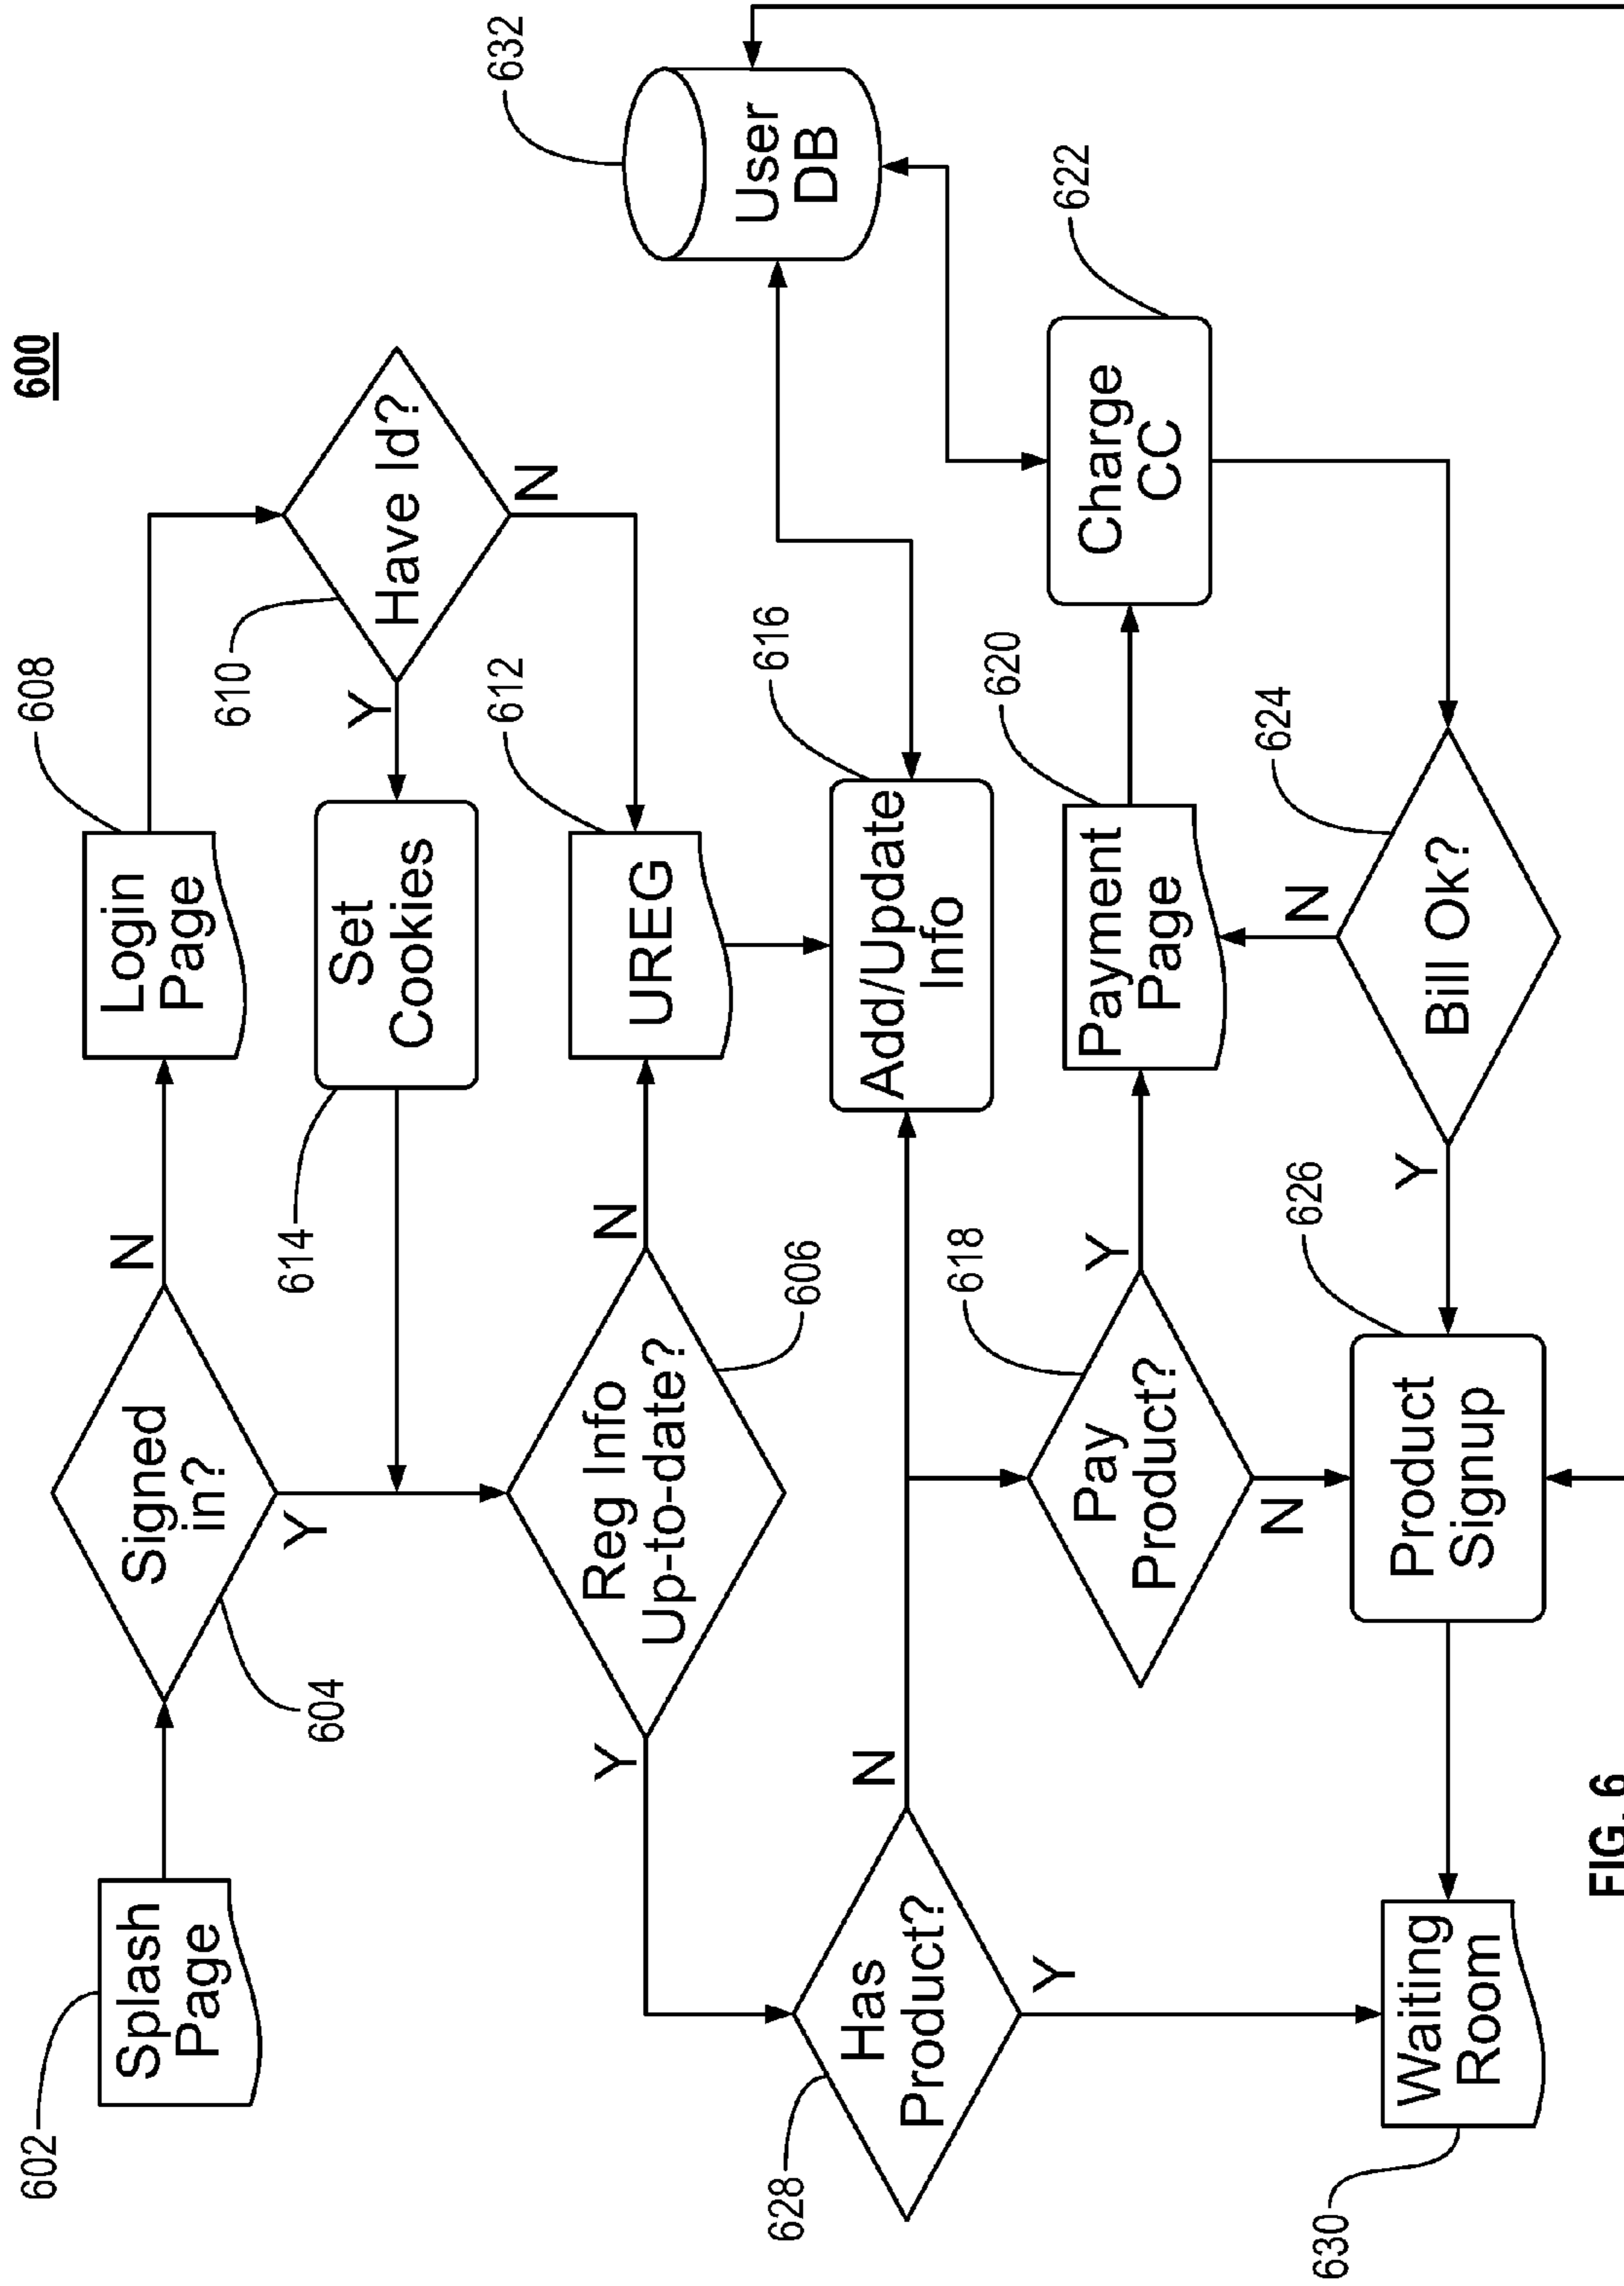 600
602
Splash
Page
604
Signed
in?
N
Y
608
Login
Page
610
Have Id?
Y
N
614
Set
Cookies
606
Reg Info
Up-to-date?
Y
N
612
UREG
632
User
DB
628
Has
Product?
N
Y
616
Add/Update
Info
618
Pay
Product?
Y
N
620
Payment
Page
622
Charge
CC
630
Waiting
Room
626
Product
Signup
Y
624
Bill Ok?
N
FIG. 6